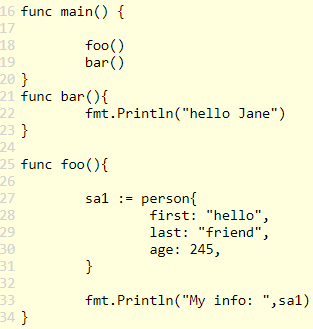 16 func main() {
17
18         foo()
19         bar()
20 }
21 func bar(){
22         fmt.Println("hello Jane")
23 }
24
25 func foo(){
26
27         sa1 := person{
28                 first: "hello",
29                 last: "friend",
30                 age: 245,
31         }
32
33         fmt.Println("My info: ",sa1)
34 }